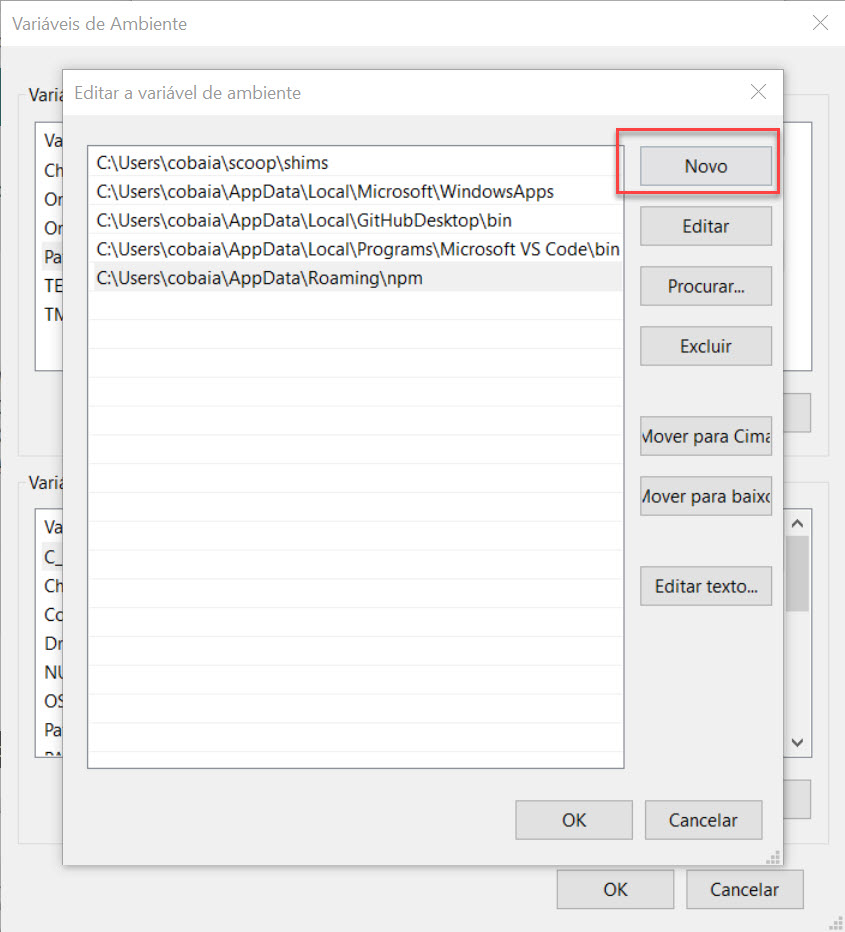 Variáveis de Ambiente
Editar a variável de ambiente
Variá
Va
Ch
On
On
Pa
TE
TM
C:\Users\cobaia\scoop\shims
C:\Users\cobaia\AppData\Local\Microsoft\WindowsApps
C:\Users\cobaia\AppData\Local\GitHubDesktop\bin
C:\Users\cobaia\AppData\Local\Programs\Microsoft VS Code\bin
C:\Users\cobaia\AppData\Roaming\npm
Novo
Editar
Procurar...
Excluir
Mover para Cima
Mover para baixo
Editar texto...
Variá
Va
C_
Ch
Co
Dr
NU
OS
Pa
OK
Cancelar
OK
Cancelar